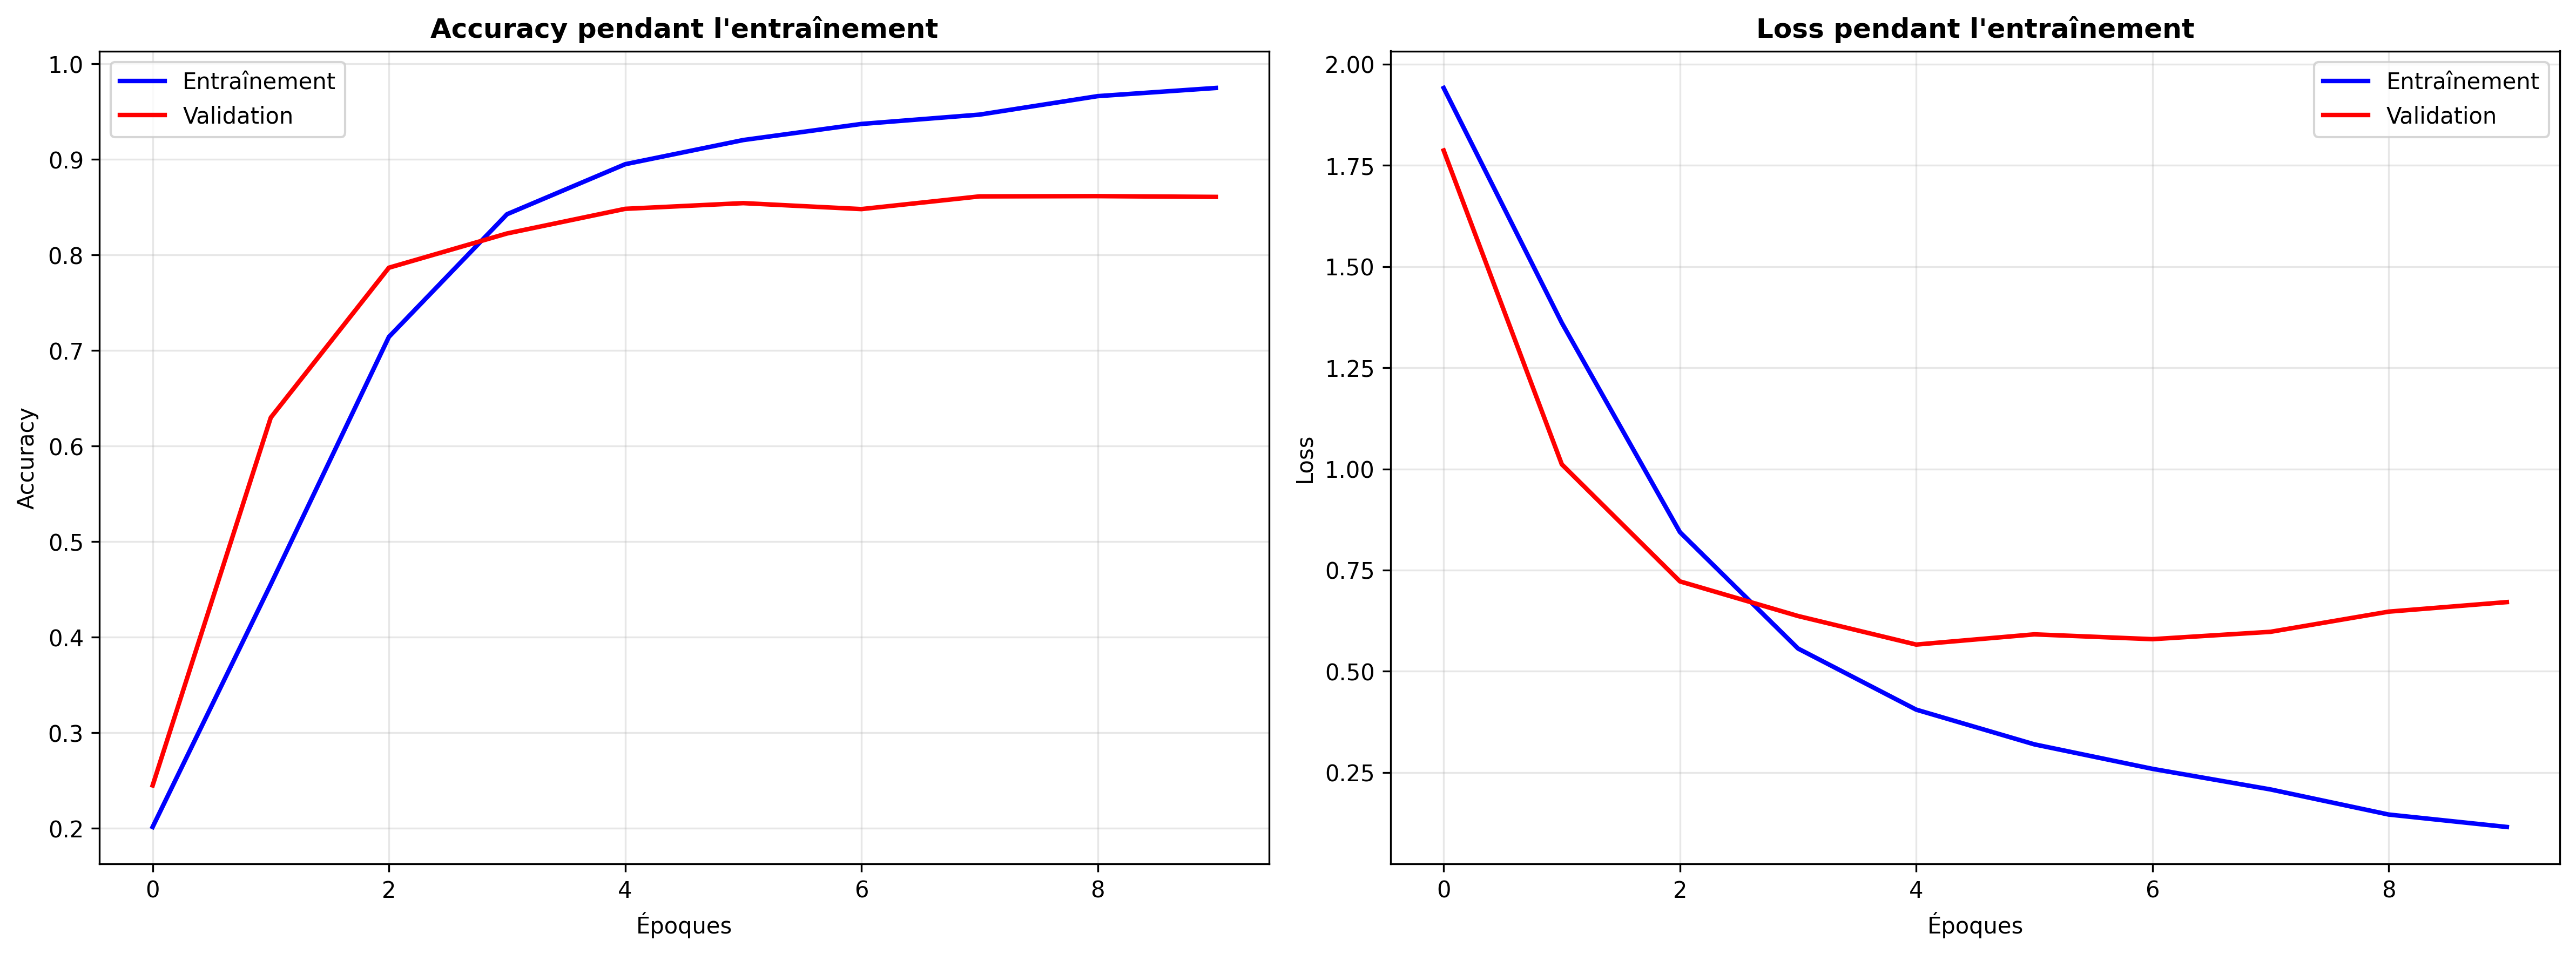 Accuracy pendant l'entraînement
Entraînement
Validation
1.0
0.9
0.8
0.7
0.6
0.5
0.4
0.3
0.2
Accuracy
0 2 4 6 8
Époques
Loss pendant l'entraînement
Entraînement
Validation
2.00
1.75
1.50
1.25
1.00
0.75
0.50
0.25
Loss
0 2 4 6 8
Époques